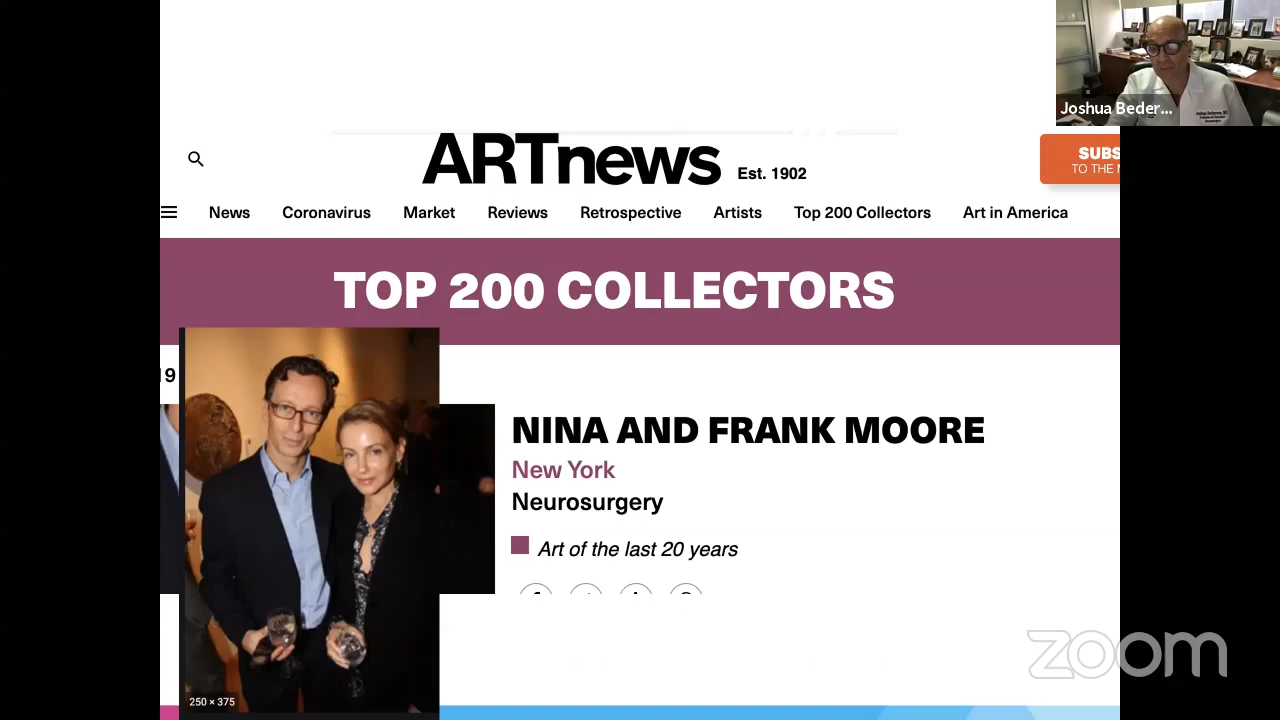 Joshua Beder...
ARTnews Est. 1902
SUBS
TO THE
News Coronavirus Market Reviews Retrospective Artists Top 200 Collectors Art in America
TOP 200 COLLECTORS
19
NINA AND FRANK MOORE
New York
Neurosurgery
Art of the last 20 years
250 × 375
zoom